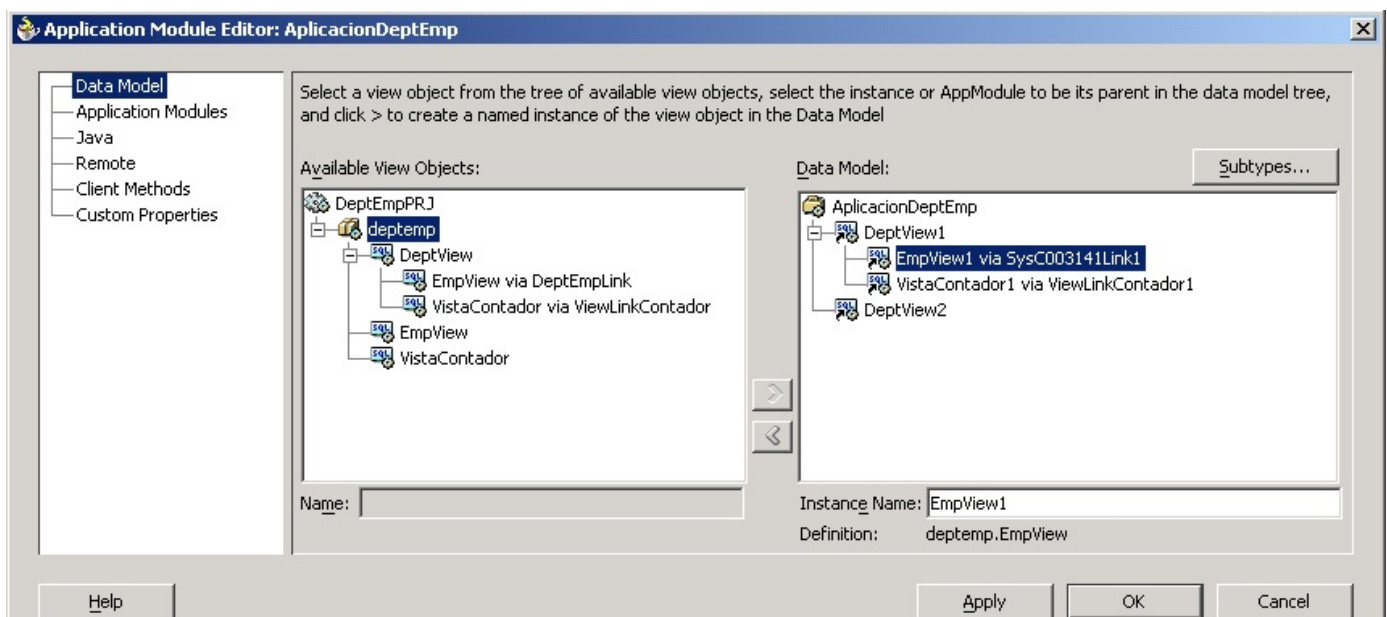 Application Module Editor: AplicacionDeptEmp
Data Model
Application Modules
Java
Remote
Client Methods
Custom Properties
Select a view object from the tree of available view objects, select the instance or AppModule to be its parent in the data model tree,
and click > to create a named instance of the view object in the Data Model
Available View Objects:
DeptEmpPRJ
deptemp
DeptView
EmpView via DeptEmpLink
VistaContador via ViewLinkContador
EmpView
VistaContador
Name:
Data Model:
Subtypes...
AplicacionDeptEmp
DeptView1
EmpView1 via SysC003141Link1
VistaContador1 via ViewLinkContador1
DeptView2
Instance Name: EmpView1
Definition: deptemp.EmpView
Help
Apply
OK
Cancel